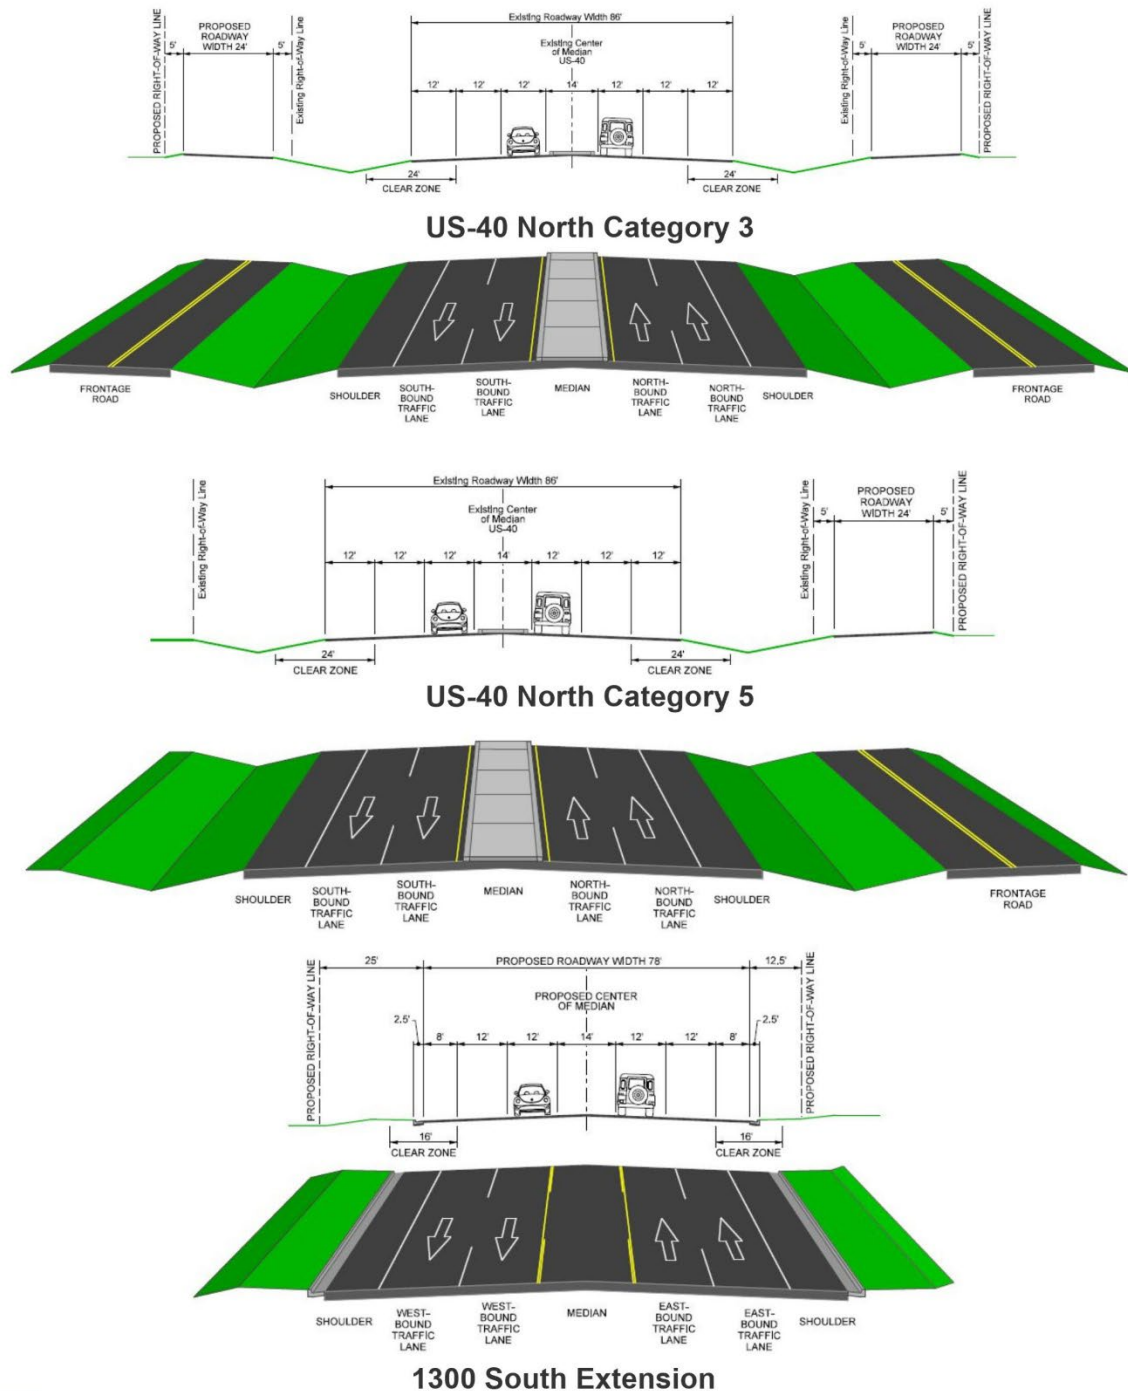 PROPOSED RIGHT-OF-WAY LINE
PROPOSED
ROADWAY
WIDTH 24'
5'
5'
Existing Right-of-Way Line
Existing Roadway Width 86'
Existing Center
of Median
US-40
12' 12' 12' 14' 12' 12' 12'
24'
CLEAR ZONE
24'
CLEAR ZONE
Existing Right-of-Way Line
PROPOSED
ROADWAY
WIDTH 24'
5'
5'
PROPOSED RIGHT-OF-WAY LINE
US-40 North Category 3
FRONTAGE
ROAD
SHOULDER
SOUTH-
BOUND
TRAFFIC
LANE
SOUTH-
BOUND
TRAFFIC
LANE
MEDIAN
NORTH-
BOUND
TRAFFIC
LANE
NORTH-
BOUND
TRAFFIC
LANE
SHOULDER
FRONTAGE
ROAD
Existing Right-of-Way Line
Existing Roadway Width 86'
Existing Center
of Median
US-40
12' 12' 12' 14' 12' 12' 12'
24'
CLEAR ZONE
24'
CLEAR ZONE
Existing Right-of-Way Line
PROPOSED
ROADWAY
WIDTH 24'
5'
5'
PROPOSED RIGHT-OF-WAY LINE
US-40 North Category 5
SHOULDER
SOUTH-
BOUND
TRAFFIC
LANE
SOUTH-
BOUND
TRAFFIC
LANE
MEDIAN
NORTH-
BOUND
TRAFFIC
LANE
NORTH-
BOUND
TRAFFIC
LANE
SHOULDER
FRONTAGE
ROAD
PROPOSED RIGHT-OF-WAY LINE
25'
PROPOSED ROADWAY WIDTH 78'
12.5'
PROPOSED CENTER
OF MEDIAN
2.5'
2.5'
8' 12' 12' 14' 12' 12' 8'
16'
CLEAR ZONE
16'
CLEAR ZONE
PROPOSED RIGHT-OF-WAY LINE
SHOULDER
WEST-
BOUND
TRAFFIC
LANE
WEST-
BOUND
TRAFFIC
LANE
MEDIAN
EAST-
BOUND
TRAFFIC
LANE
EAST-
BOUND
TRAFFIC
LANE
SHOULDER
1300 South Extension